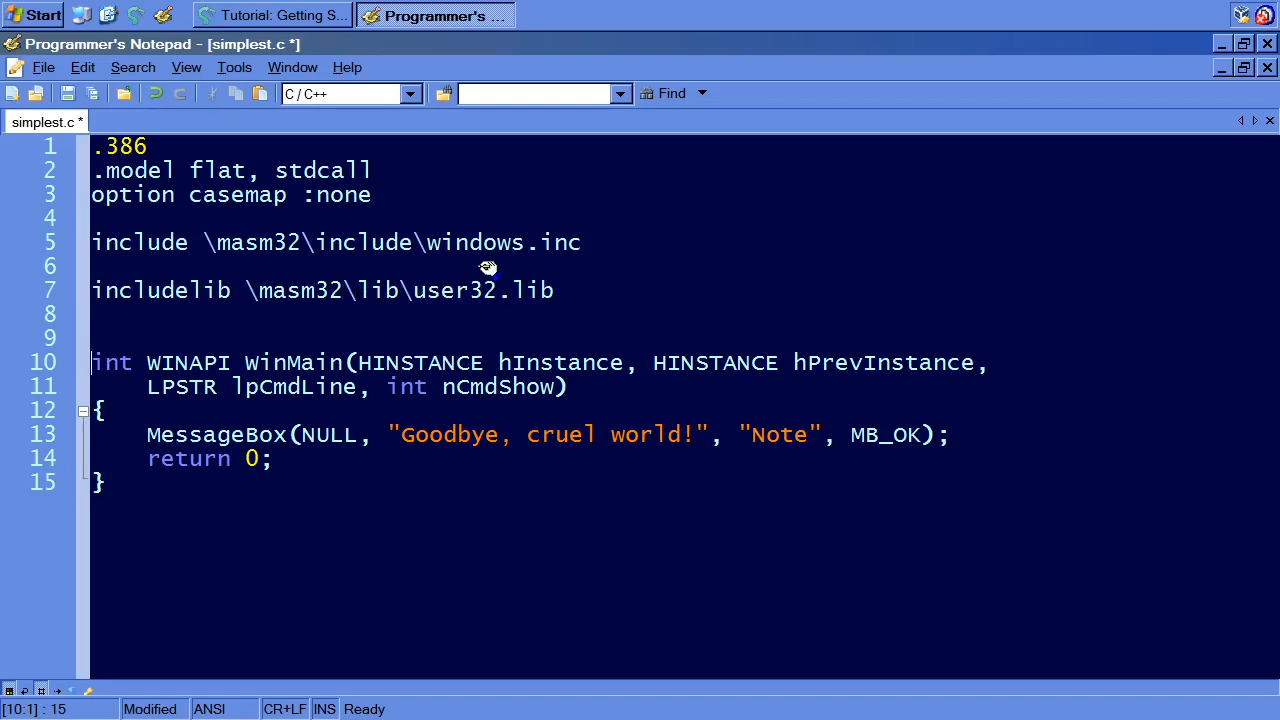 Start
Tutorial: Getting S...
Programmer's ...
Programmer's Notepad - [simplest.c *]
File Edit Search View Tools Window Help
C / C++
Find
simplest.c *
1 .386
2 .model flat, stdcall
3 option casemap :none
4
5 include \masm32\include\windows.inc
6
7 includelib \masm32\lib\user32.lib
8
9
10 int WINAPI WinMain(HINSTANCE hInstance, HINSTANCE hPrevInstance,
11 LPSTR lpCmdLine, int nCmdShow)
12 {
13 MessageBox(NULL, "Goodbye, cruel world!", "Note", MB_OK);
14 return 0;
15 }
[10:1] : 15 Modified ANSI CR+LF INS Ready